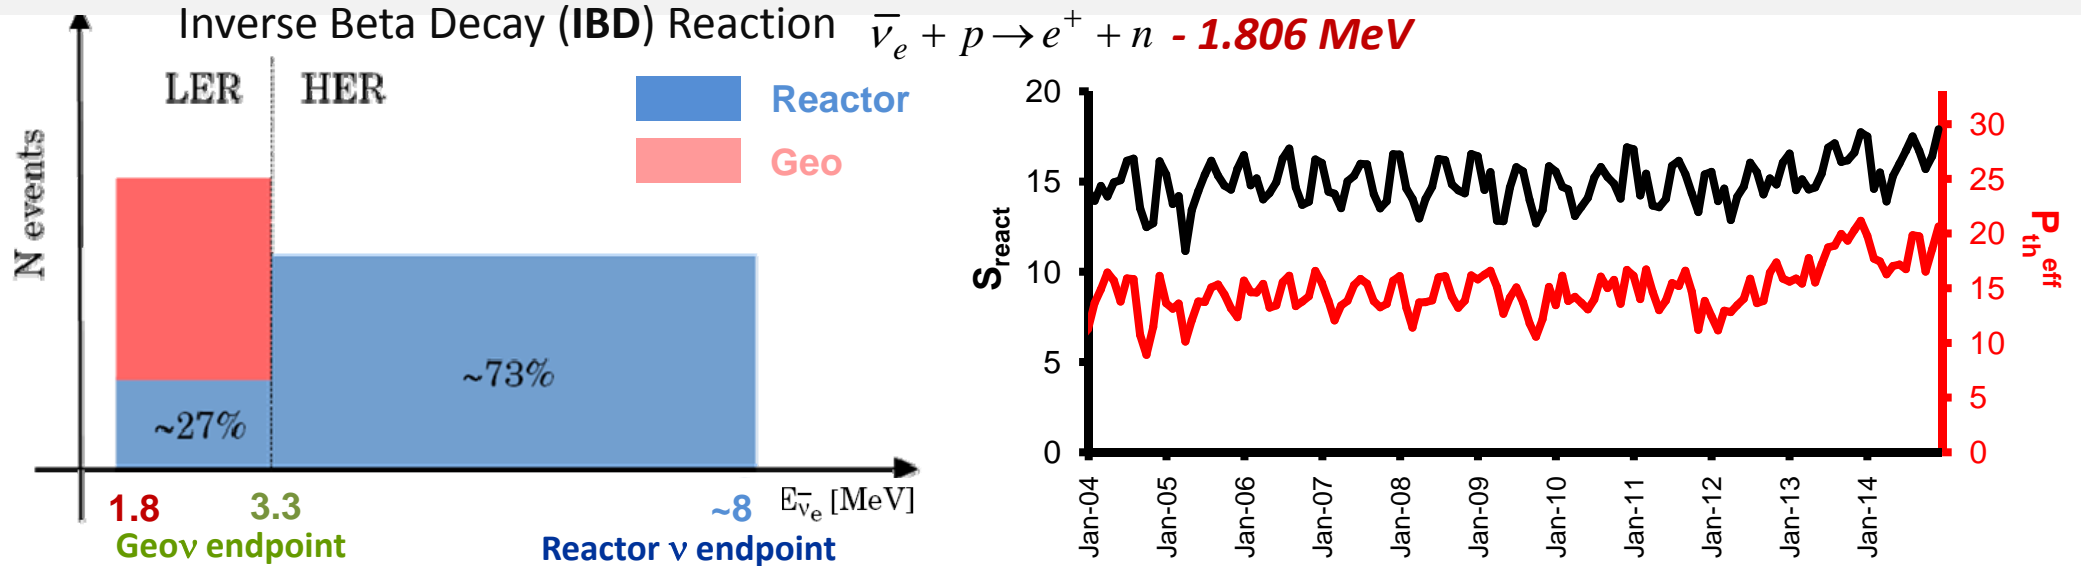 Inverse Beta Decay (IBD) Reaction ν̅ₑ + p → e⁺ + n - 1.806 MeV
LER HER
Reactor
Geo
N events
~27%
~73%
1.8 3.3 ~8 Eν̅ₑ [MeV]
Geoν endpoint Reactor ν endpoint
S react
20
15
10
5
0
P th eff
30
25
20
15
10
5
0
Jan-04
Jan-05
Jan-06
Jan-07
Jan-08
Jan-09
Jan-10
Jan-11
Jan-12
Jan-13
Jan-14